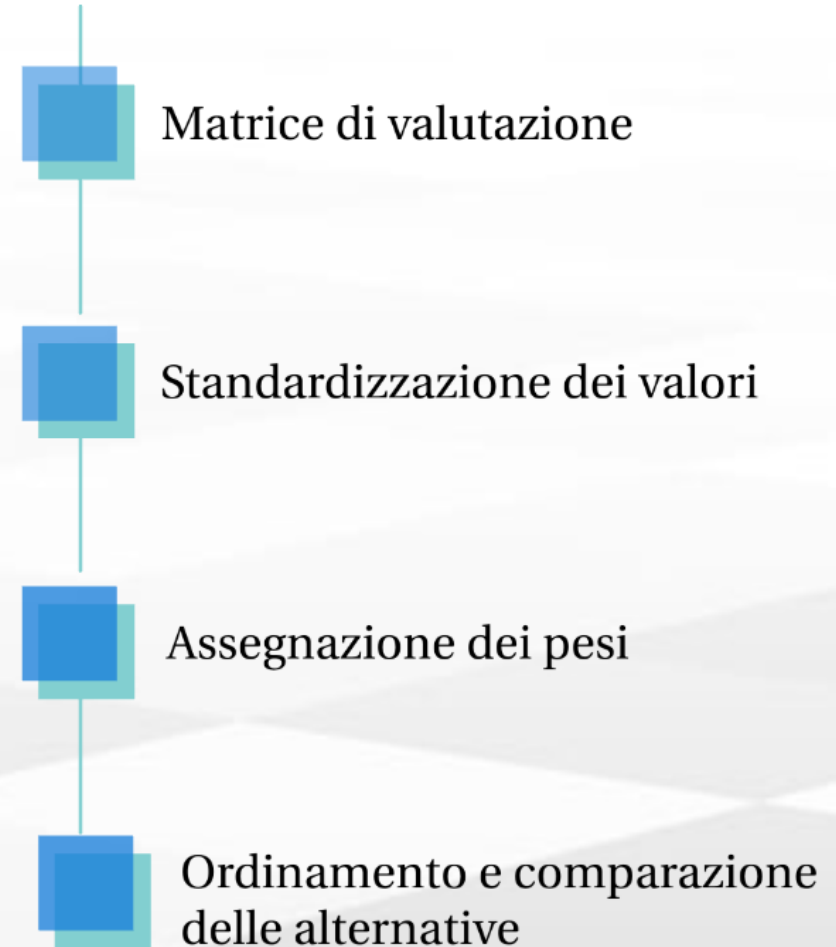 Matrice di valutazione
Standardizzazione dei valori
Assegnazione dei pesi
Ordinamento e comparazione
delle alternative